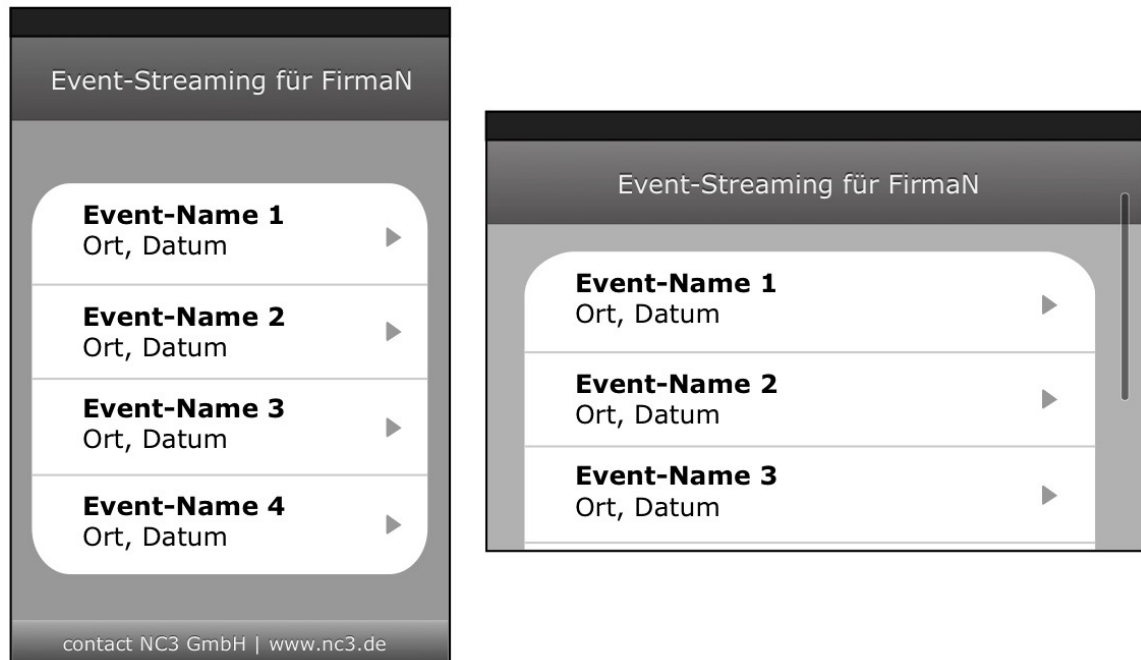 Event-Streaming für FirmaN
Event-Name 1
Ort, Datum
Event-Name 2
Ort, Datum
Event-Name 3
Ort, Datum
Event-Name 4
Ort, Datum
contact NC3 GmbH | www.nc3.de
Event-Streaming für FirmaN
Event-Name 1
Ort, Datum
Event-Name 2
Ort, Datum
Event-Name 3
Ort, Datum